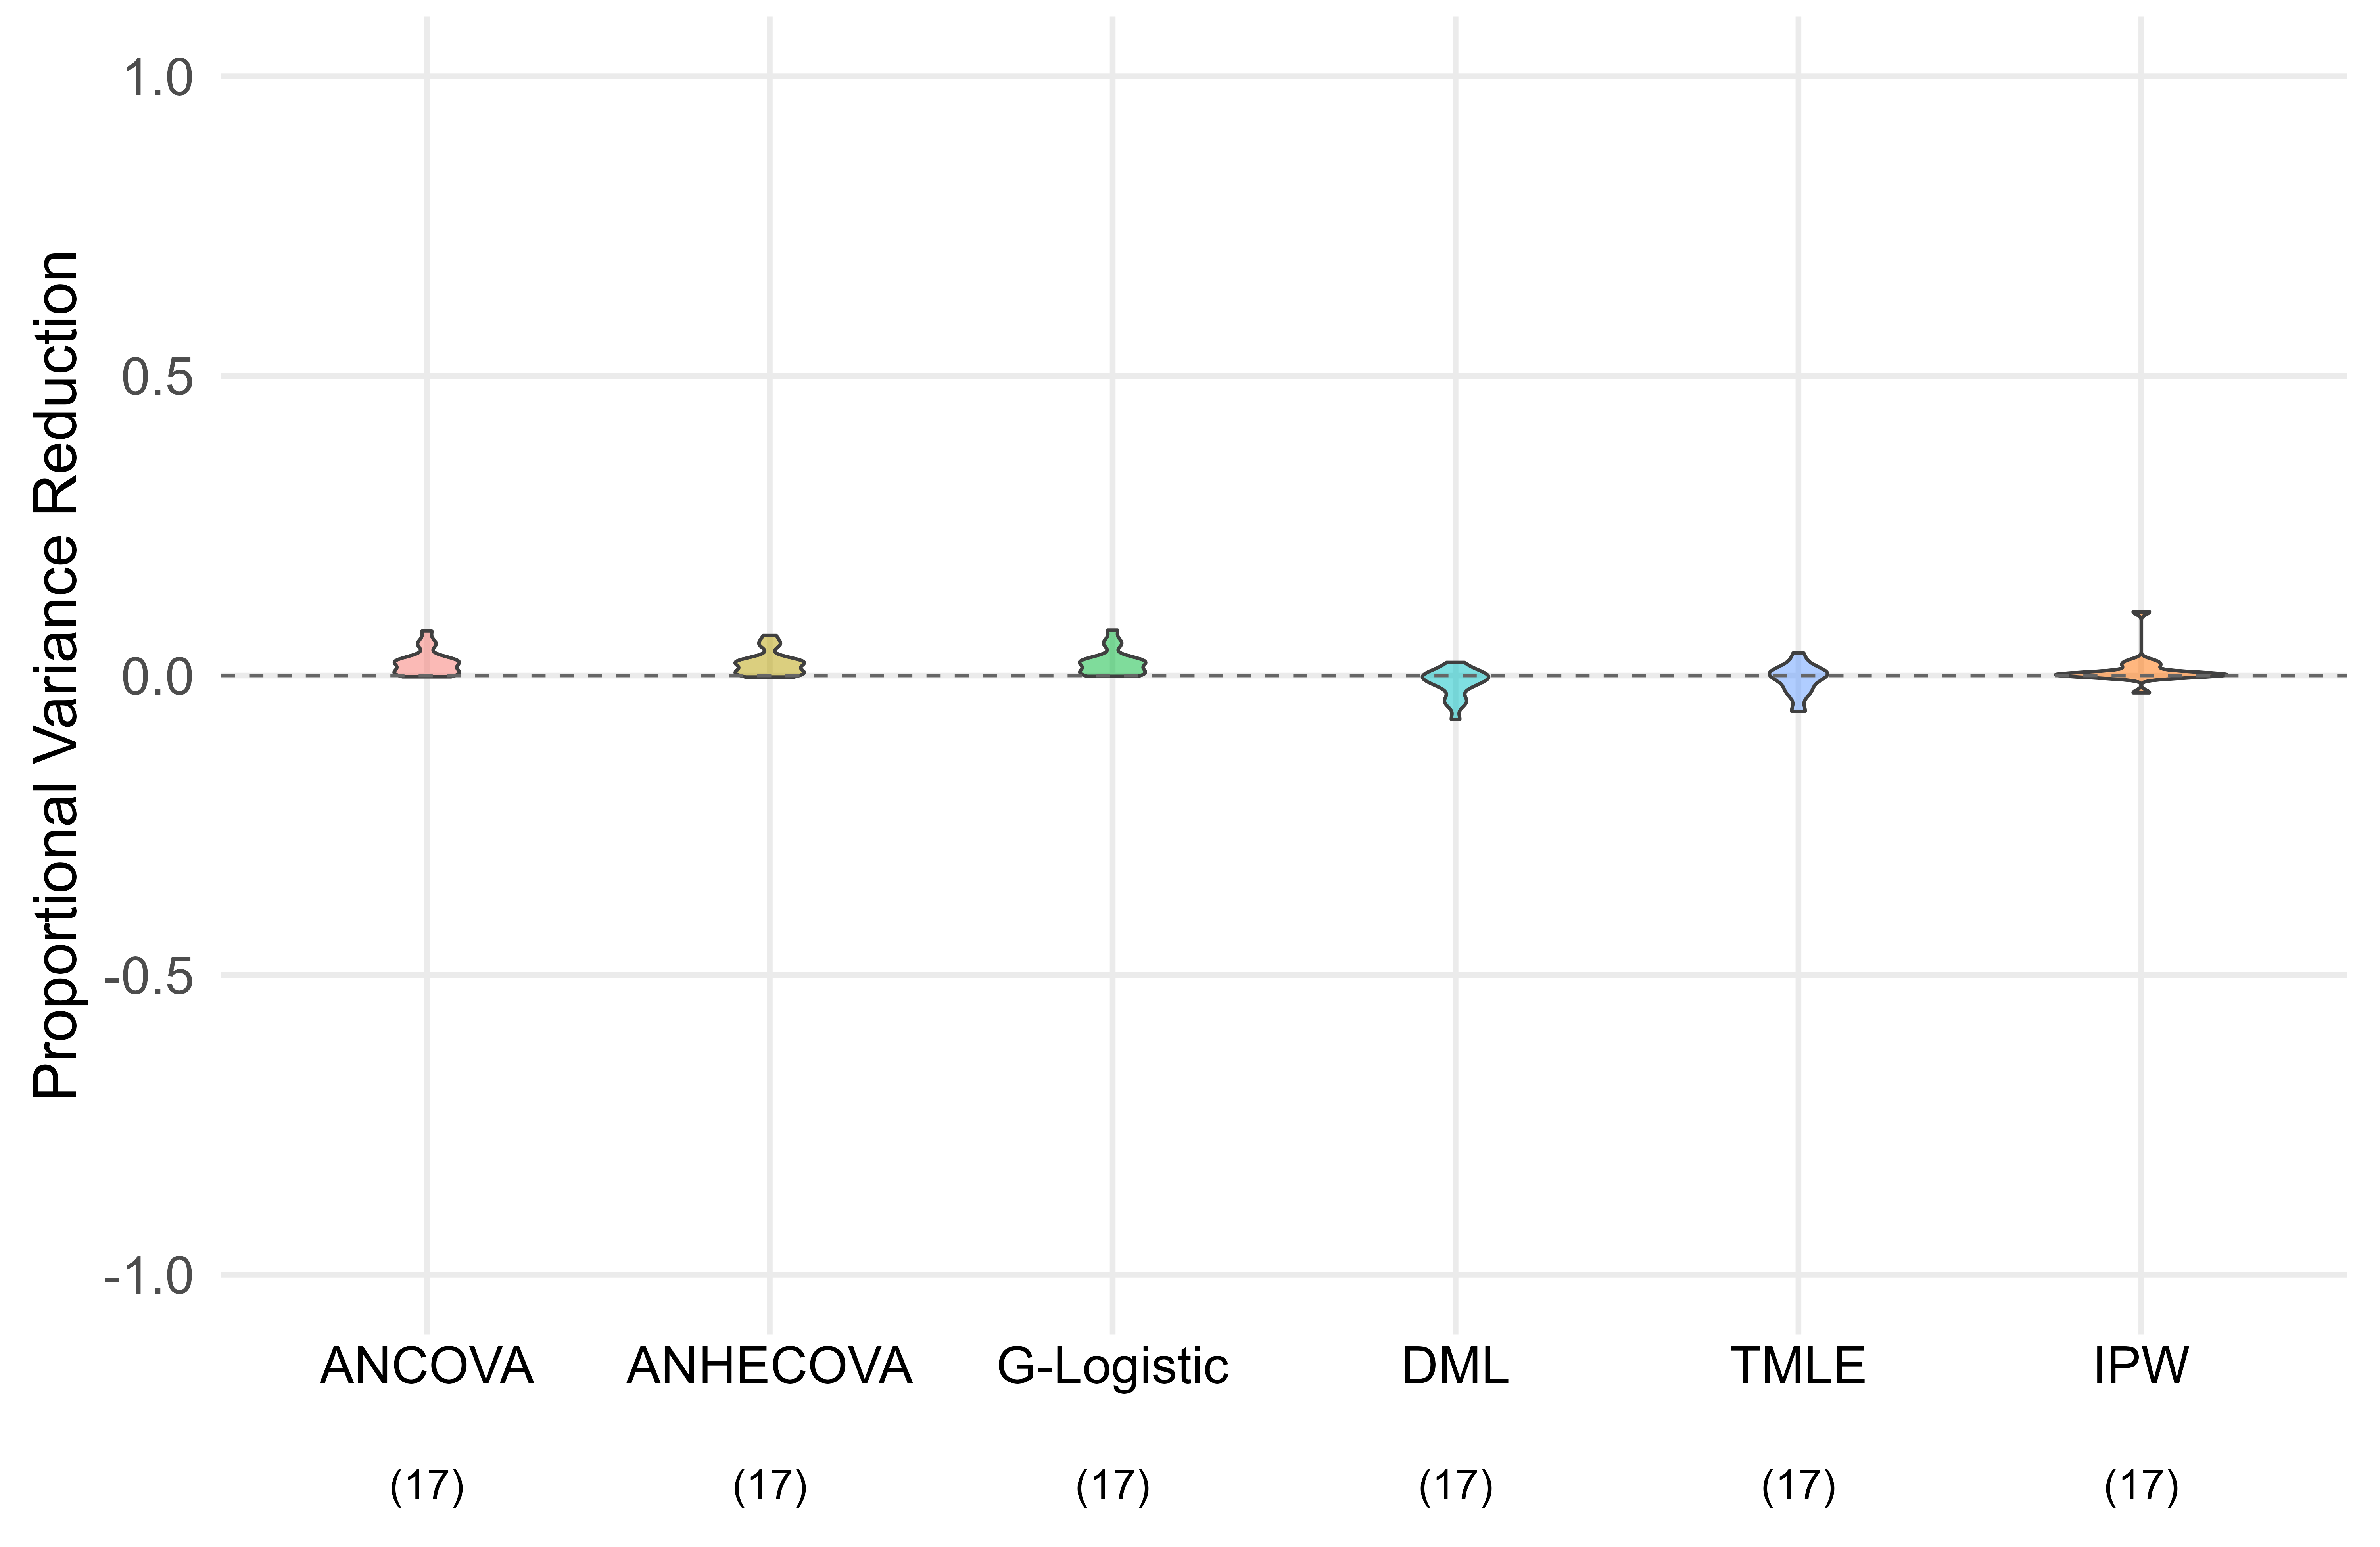 Proportional Variance Reduction
1.0
0.5
0.0
-0.5
-1.0
ANCOVA ANHECOVA G-Logistic DML TMLE IPW
(17) (17) (17) (17) (17) (17)